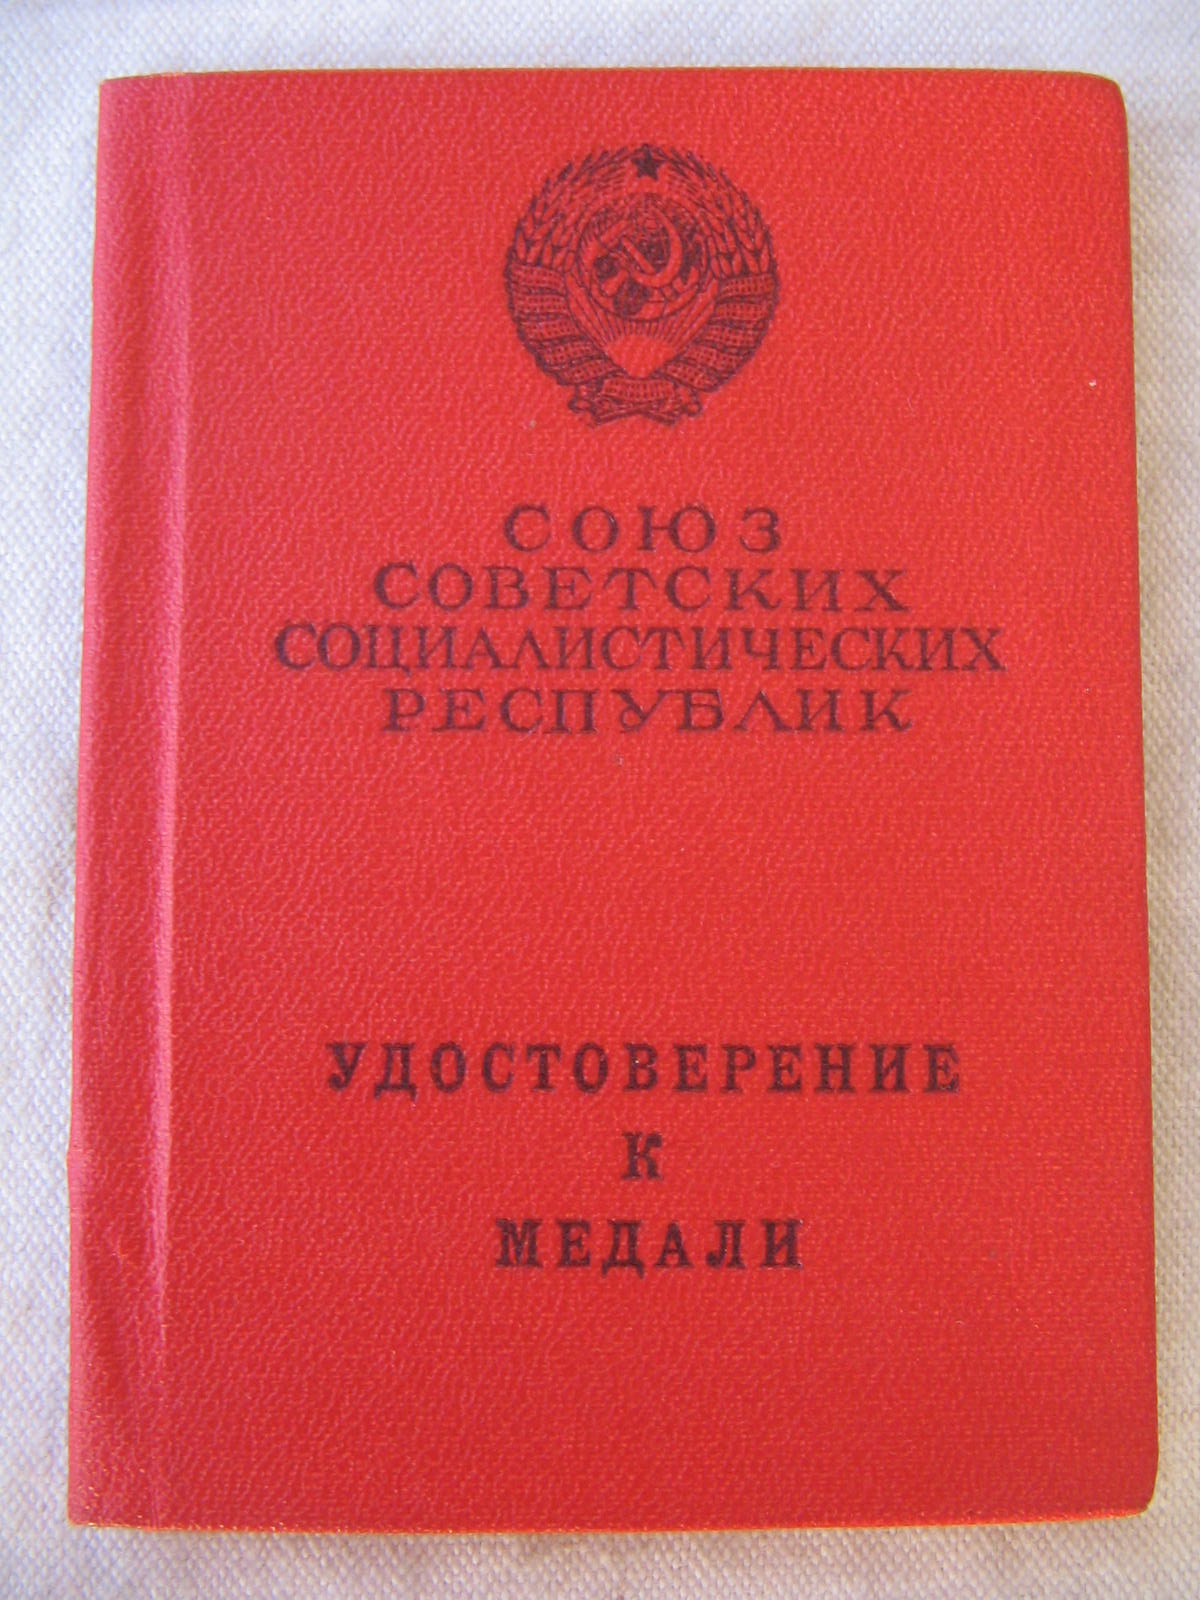 СОЮЗ
СОВЕТСКИХ
СОЦИАЛИСТИЧЕСКИХ
РЕСПУБЛИК
УДОСТОВЕРЕНИЕ
К
МЕДАЛИ